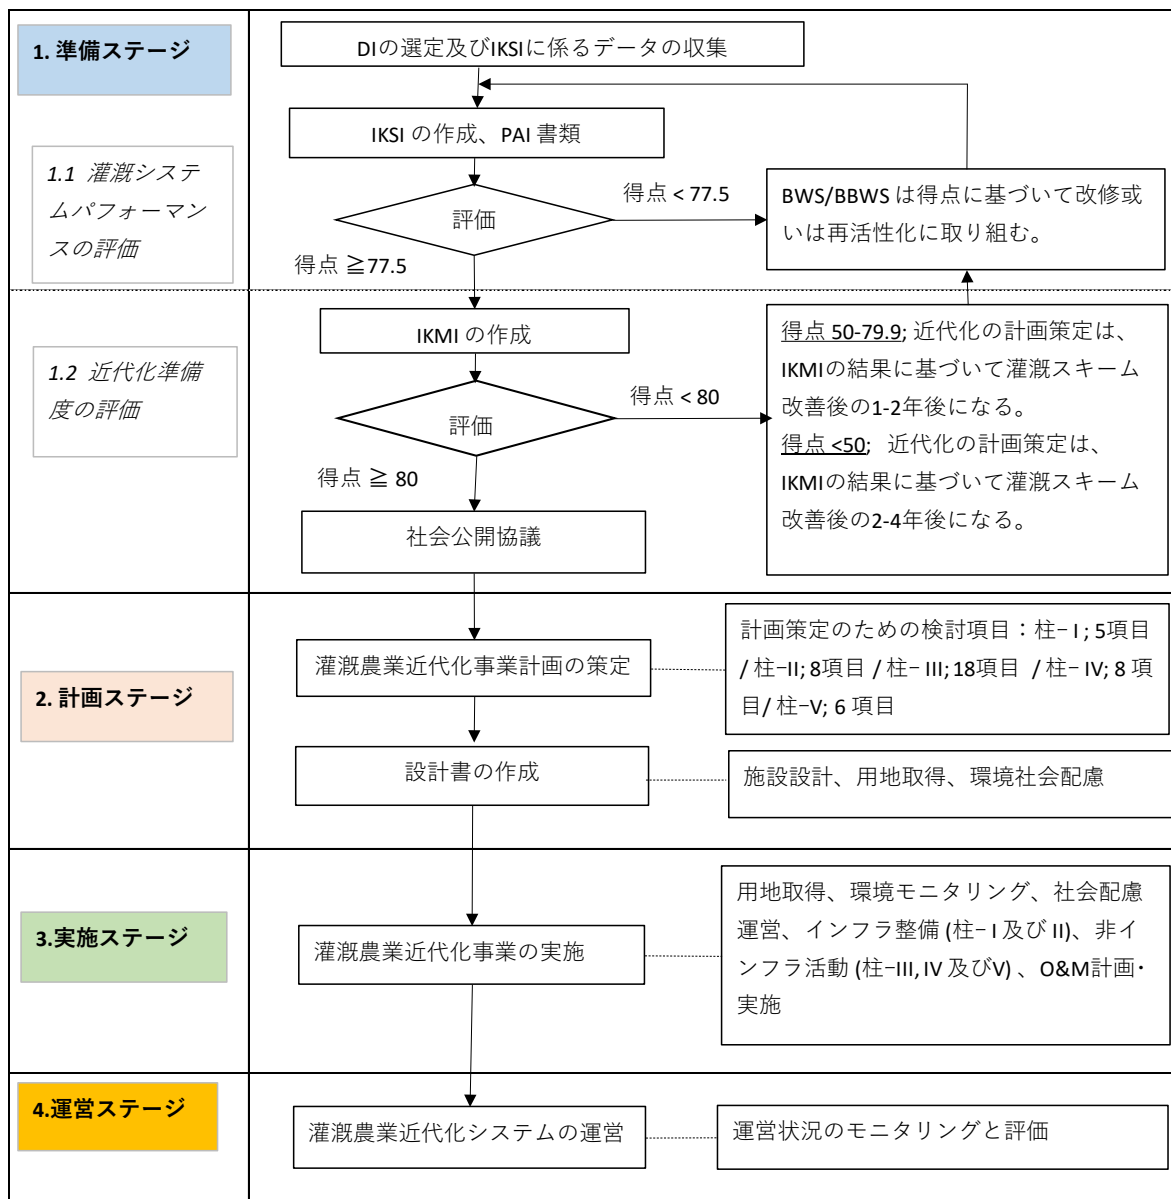 1. 準備ステージ
DIの選定及びIKSIに係るデータの収集
IKSI の作成、PAI 書類
1.1 灌漑システ
ムパフォーマン
スの評価
評価
得点 < 77.5
BWS/BBWS は得点に基づいて改修或
いは再活性化に取り組む。
得点 ≧77.5
IKMI の作成
1.2 近代化準備
度の評価
評価
得点 < 80
得点 50-79.9; 近代化の計画策定は、
IKMIの結果に基づいて灌漑スキーム
改善後の1-2年後になる。
得点 <50; 近代化の計画策定は、
IKMIの結果に基づいて灌漑スキーム
改善後の2-4年後になる。
得点 ≧ 80
社会公開協議
2. 計画ステージ
灌漑農業近代化事業計画の策定
計画策定のための検討項目：柱− I ; 5項目
/ 柱−II; 8項目 / 柱− III; 18項目 / 柱− IV; 8 項
目/ 柱−V; 6 項目
設計書の作成
施設設計、用地取得、環境社会配慮
3.実施ステージ
灌漑農業近代化事業の実施
用地取得、環境モニタリング、社会配慮
運営、インフラ整備 (柱− I 及び II)、非イ
ンフラ活動 (柱−III, IV 及びV) 、O&M計画・
実施
4.運営ステージ
灌漑農業近代化システムの運営
運営状況のモニタリングと評価